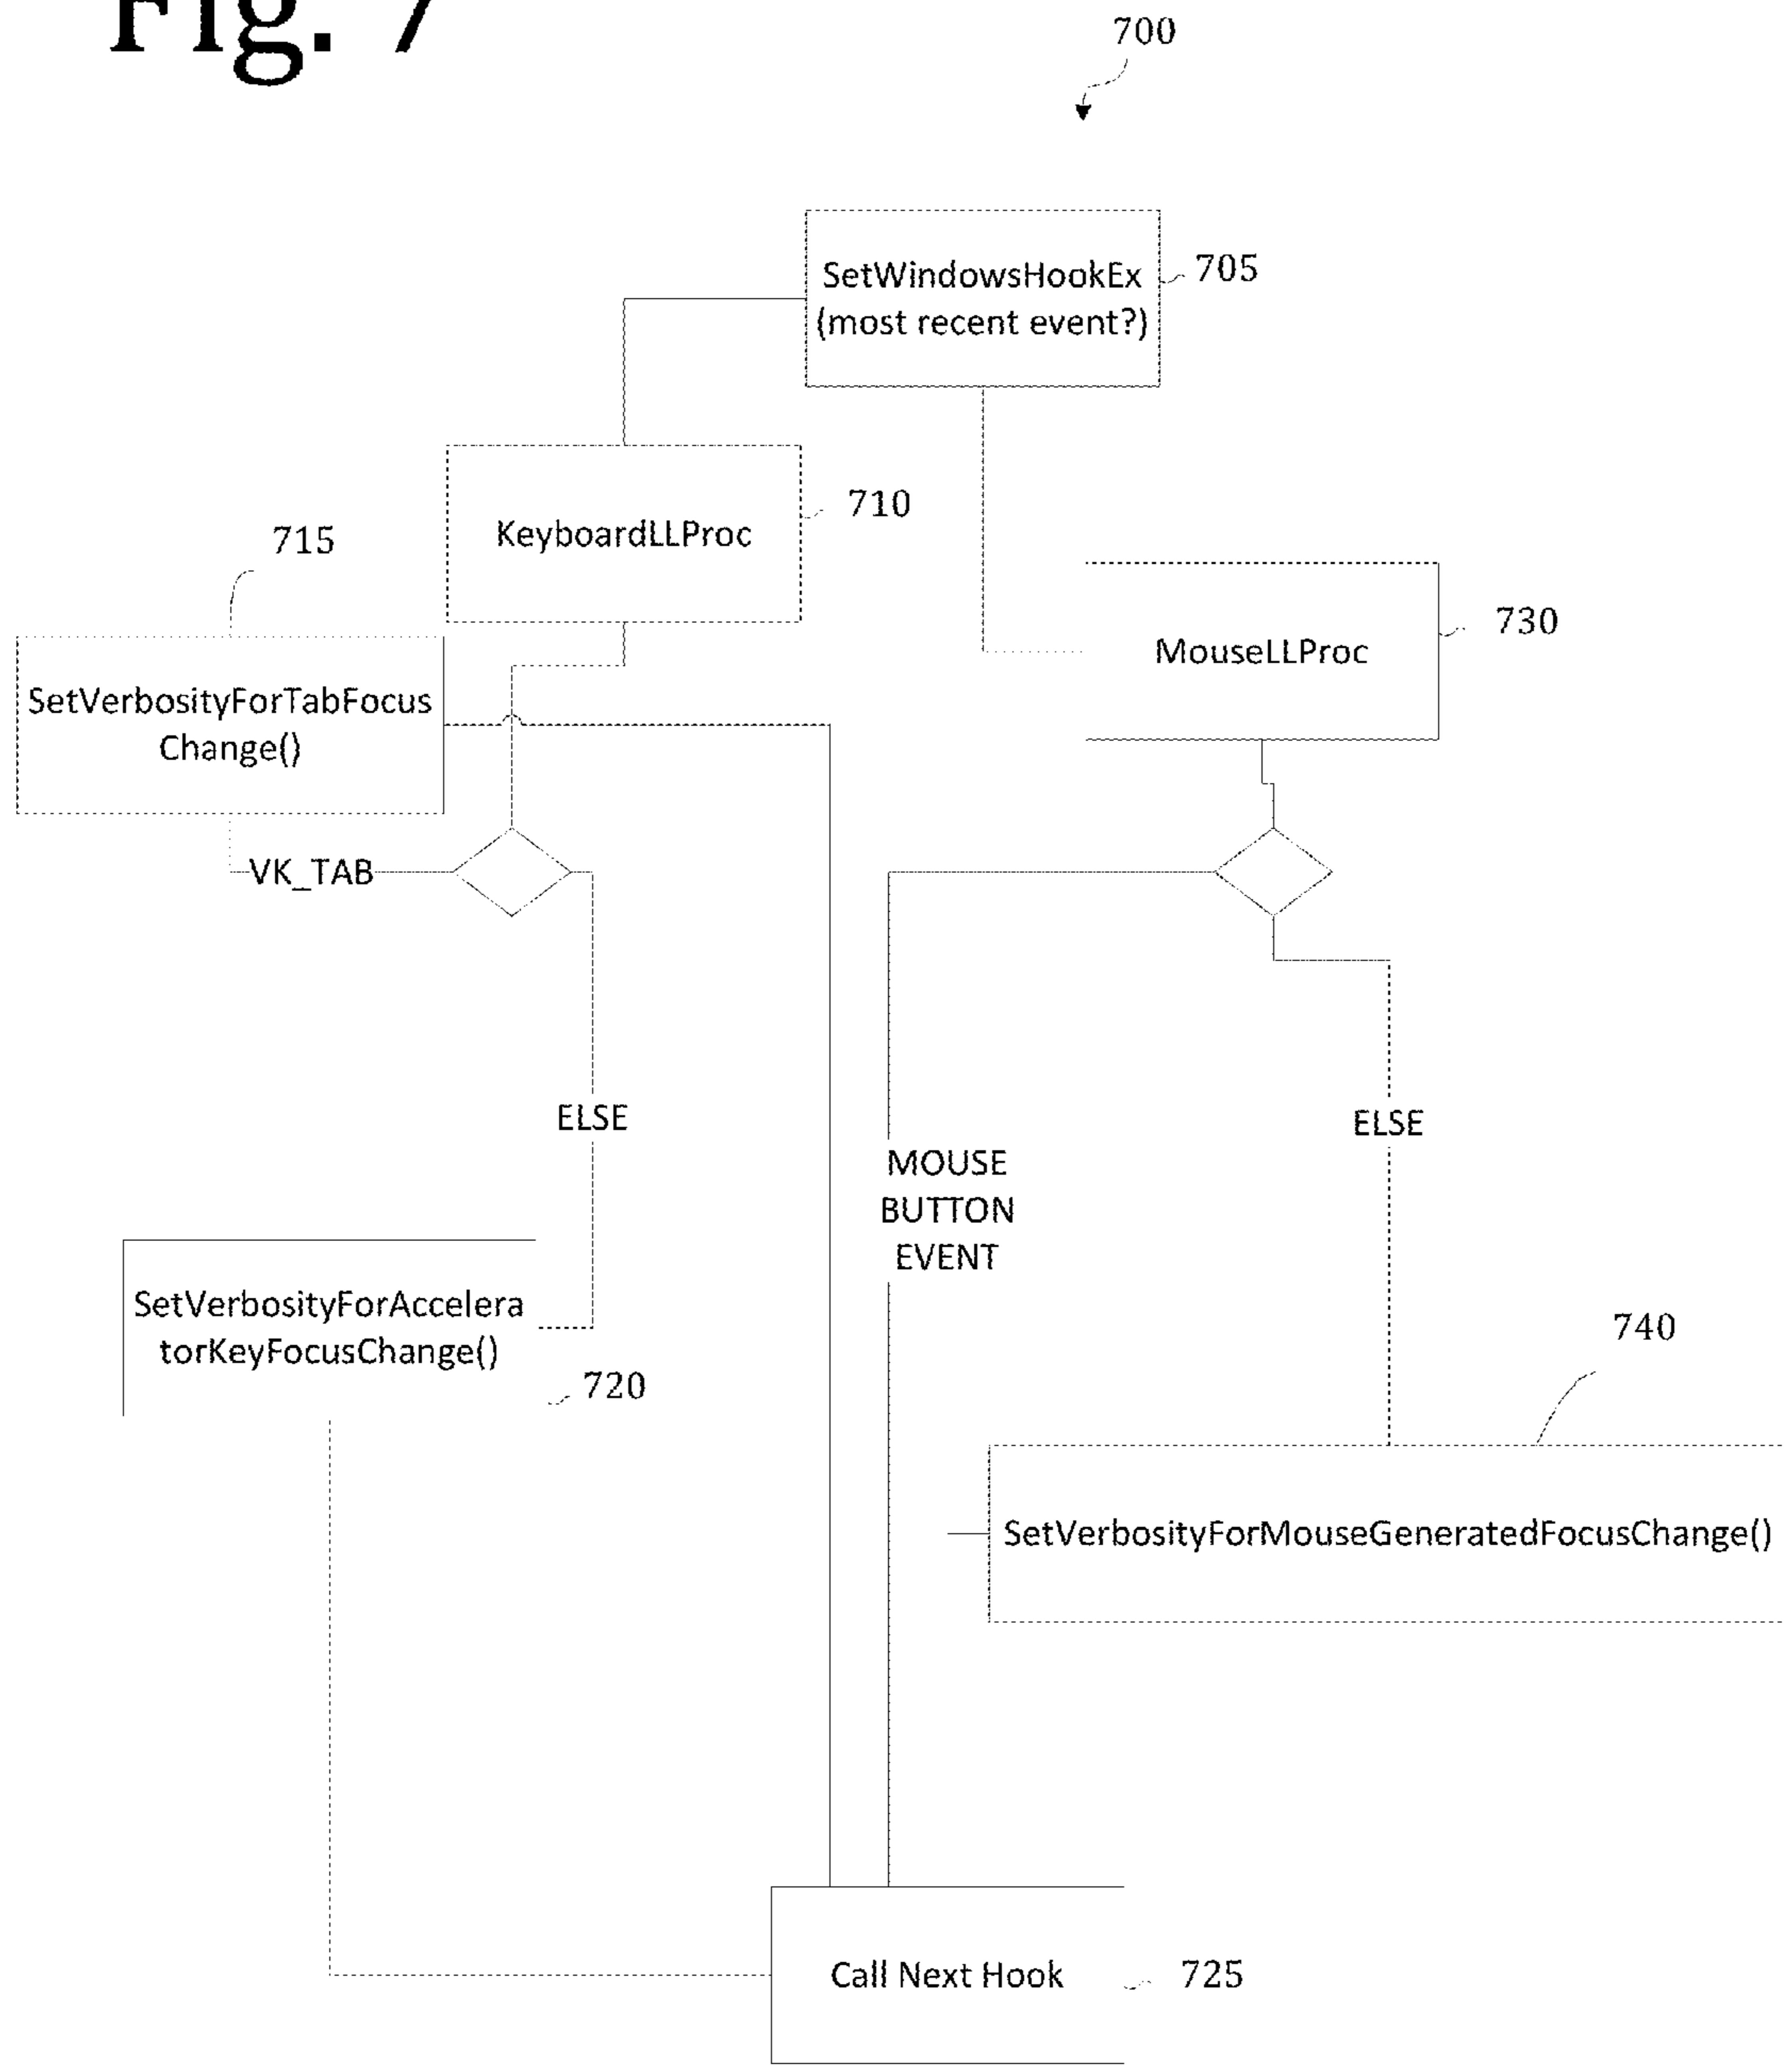 Fig. 7
700
SetWindowsHookEx
(most recent event?)
705
KeyboardLLProc
710
715
SetVerbosityForTabFocus
Change()
MouseLLProc
730
VK_TAB
ELSE
ELSE
MOUSE
BUTTON
EVENT
SetVerbosityForAccelera
torKeyFocusChange()
720
740
SetVerbosityForMouseGeneratedFocusChange()
Call Next Hook
725